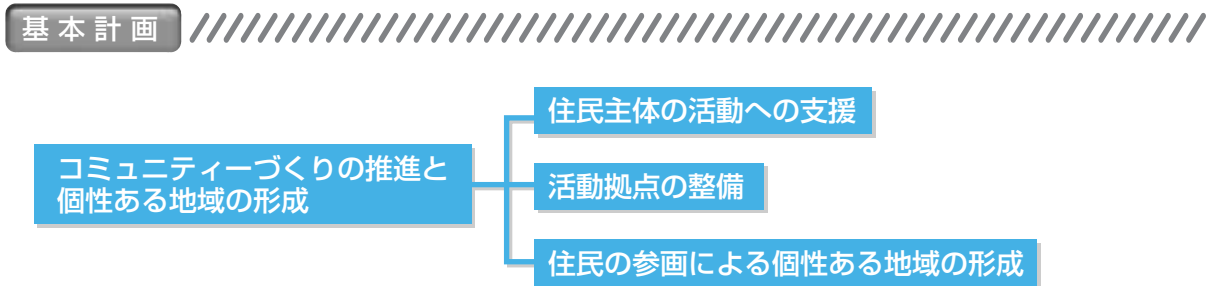 基本計画
コミュニティーづくりの推進と
個性ある地域の形成
住民主体の活動への支援
活動拠点の整備
住民の参画による個性ある地域の形成